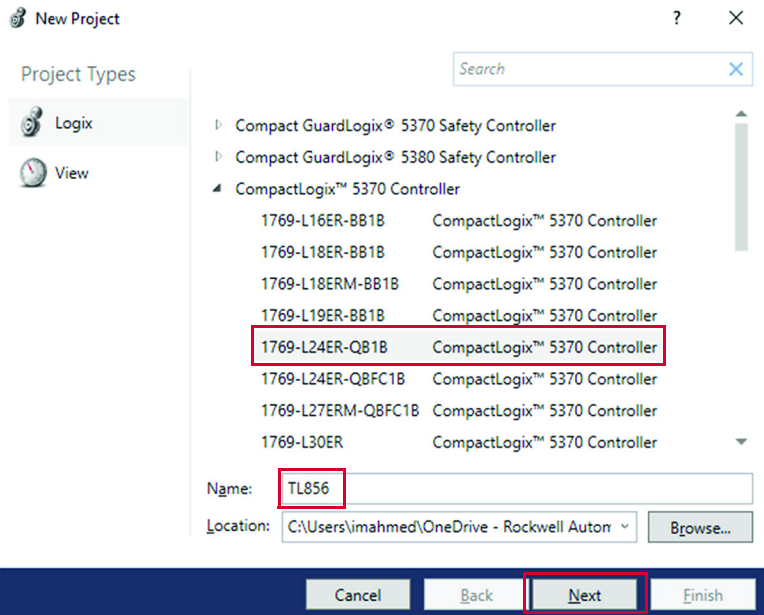 New Project
?
Project Types
Search
Logix
View
Compact GuardLogix® 5370 Safety Controller
Compact GuardLogix® 5380 Safety Controller
CompactLogix™ 5370 Controller
1769-L16ER-BB1B CompactLogix™ 5370 Controller
1769-L18ER-BB1B CompactLogix™ 5370 Controller
1769-L18ERM-BB1B CompactLogix™ 5370 Controller
1769-L19ER-BB1B CompactLogix™ 5370 Controller
1769-L24ER-QB1B CompactLogix™ 5370 Controller
1769-L24ER-QBFC1B CompactLogix™ 5370 Controller
1769-L27ERM-QBFC1B CompactLogix™ 5370 Controller
1769-L30ER CompactLogix™ 5370 Controller
Name: TL856
Location: C:\Users\imahmed\OneDrive - Rockwell Autom
Browse...
Cancel Back Next Finish